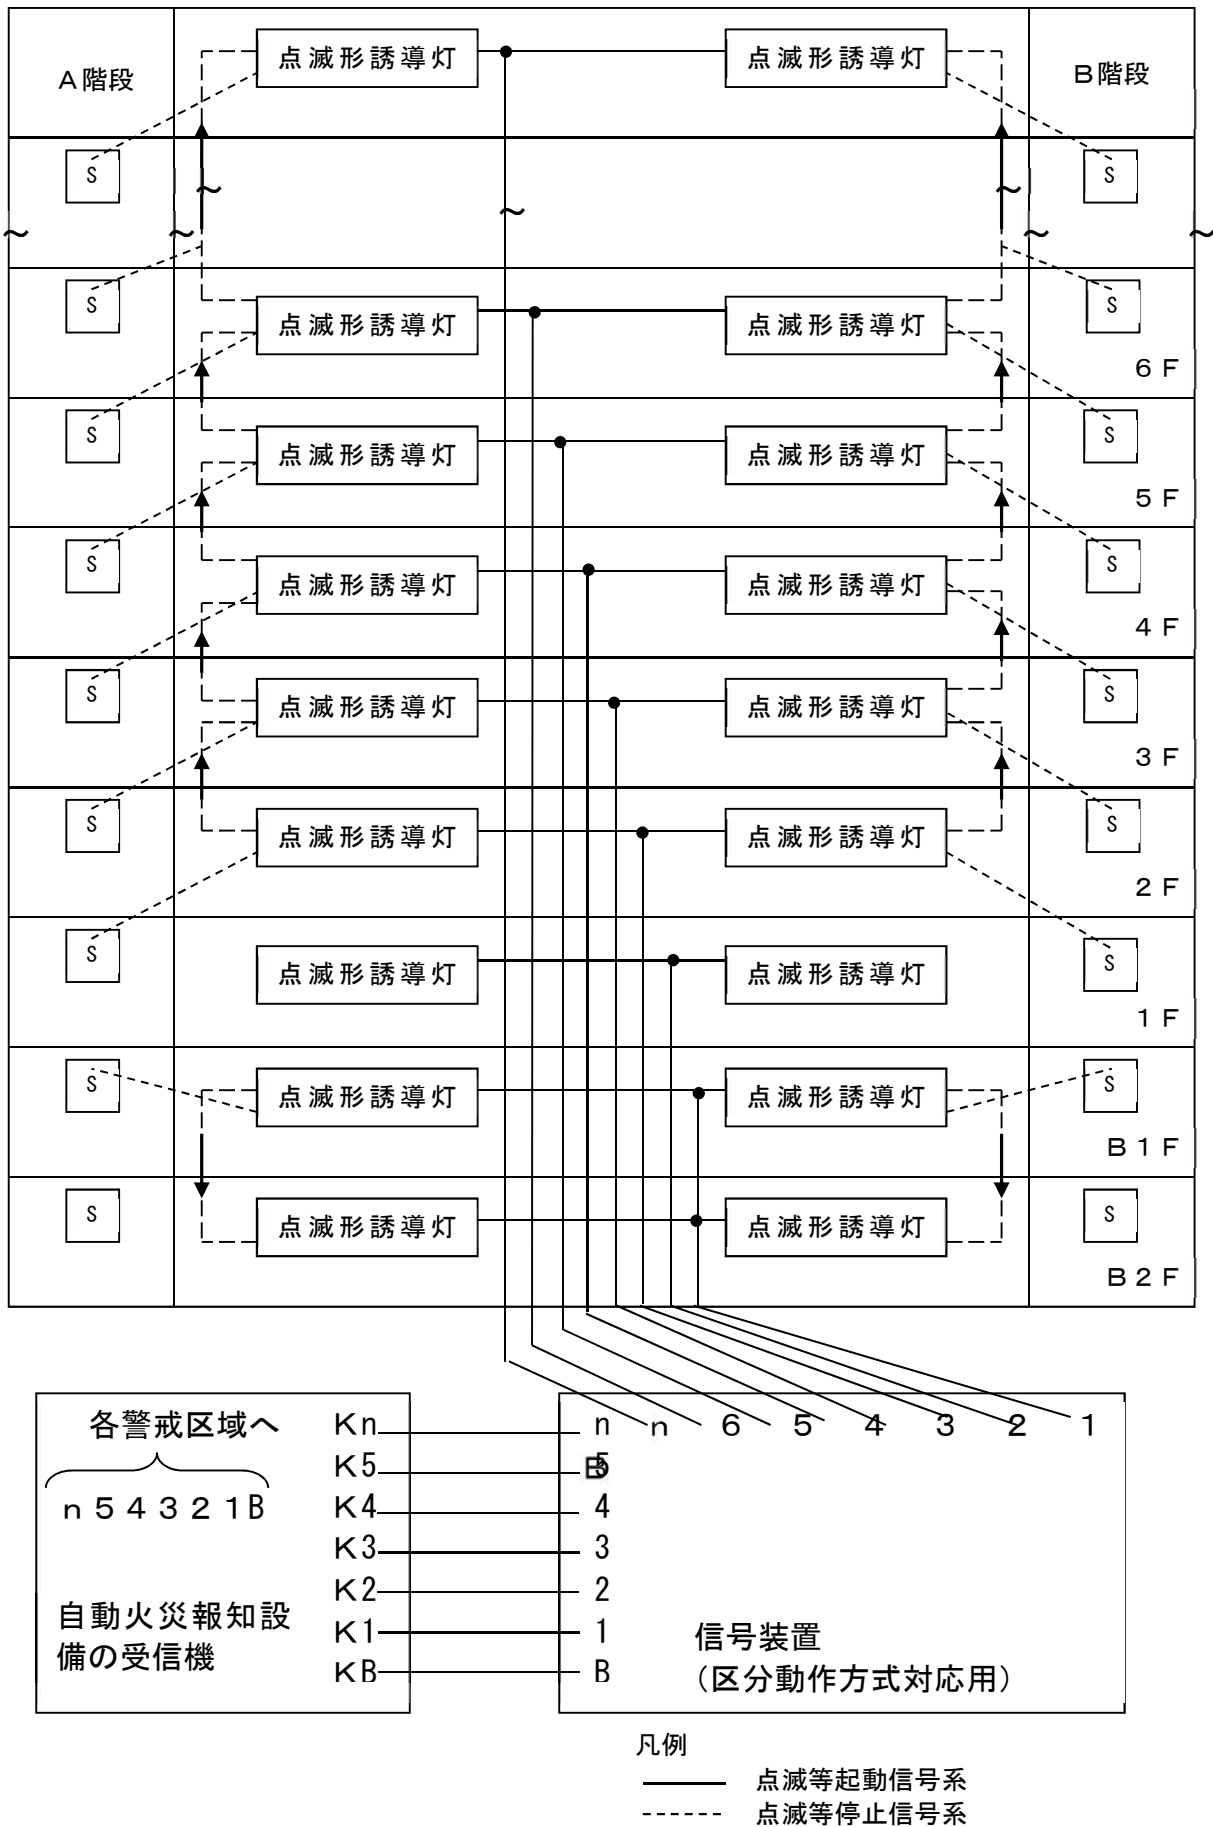 点滅形誘導灯 点滅形誘導灯
A階段 B階段
S S
S S
点滅形誘導灯 点滅形誘導灯
6F
S S
点滅形誘導灯 点滅形誘導灯
5F
S S
点滅形誘導灯 点滅形誘導灯
4F
S S
点滅形誘導灯 点滅形誘導灯
3F
S S
点滅形誘導灯 点滅形誘導灯
2F
S S
点滅形誘導灯 点滅形誘導灯
1F
S S
点滅形誘導灯 点滅形誘導灯
B1F
S S
点滅形誘導灯 点滅形誘導灯
B2F
各警戒区域へ Kn n n 6 5 4 3 2 1
K5
n54321B K4 4
K3 3
K2 2
自動火災報知設
備の受信機
K1 1
KB B
信号装置
(区分動作方式対応用)
凡例
点滅等起動信号系
点滅等停止信号系